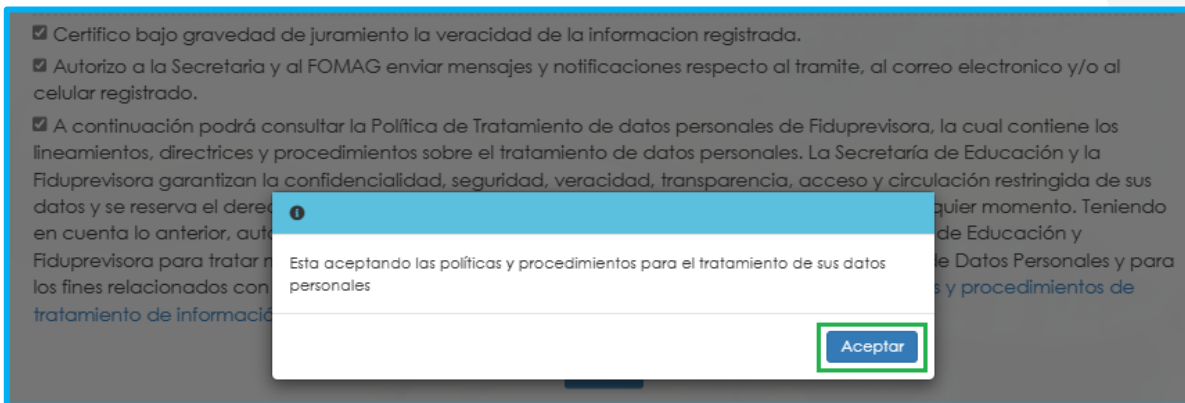 Certifico bajo gravedad de juramento la veracidad de la informacion registrada.
Autorizo a la Secretaria y al FOMAG enviar mensajes y notificaciones respecto al tramite, al correo electronico y/o al
celular registrado.
A continuación podrá consultar la Política de Tratamiento de datos personales de Fiduprevisora, la cual contiene los
lineamientos, directrices y procedimientos sobre el tratamiento de datos personales. La Secretaría de Educación y la
Fiduprevisora garantizan la confidencialidad, seguridad, veracidad, transparencia, acceso y circulación restringida de sus
datos y se reserva el momento. Teniendo
en cuenta lo anterior, de Educación y
Fiduprevisora para tratar de Datos Personales y para
los fines relacionados con y procedimientos de
tratamiento de
Esta aceptando las políticas y procedimientos para el tratamiento de sus datos
personales
Aceptar